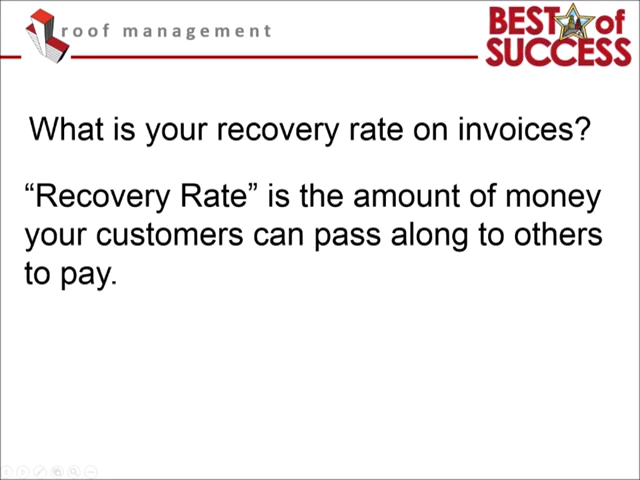 roof management
BEST of
SUCCESS
What is your recovery rate on invoices?
“Recovery Rate” is the amount of money
your customers can pass along to others
to pay.